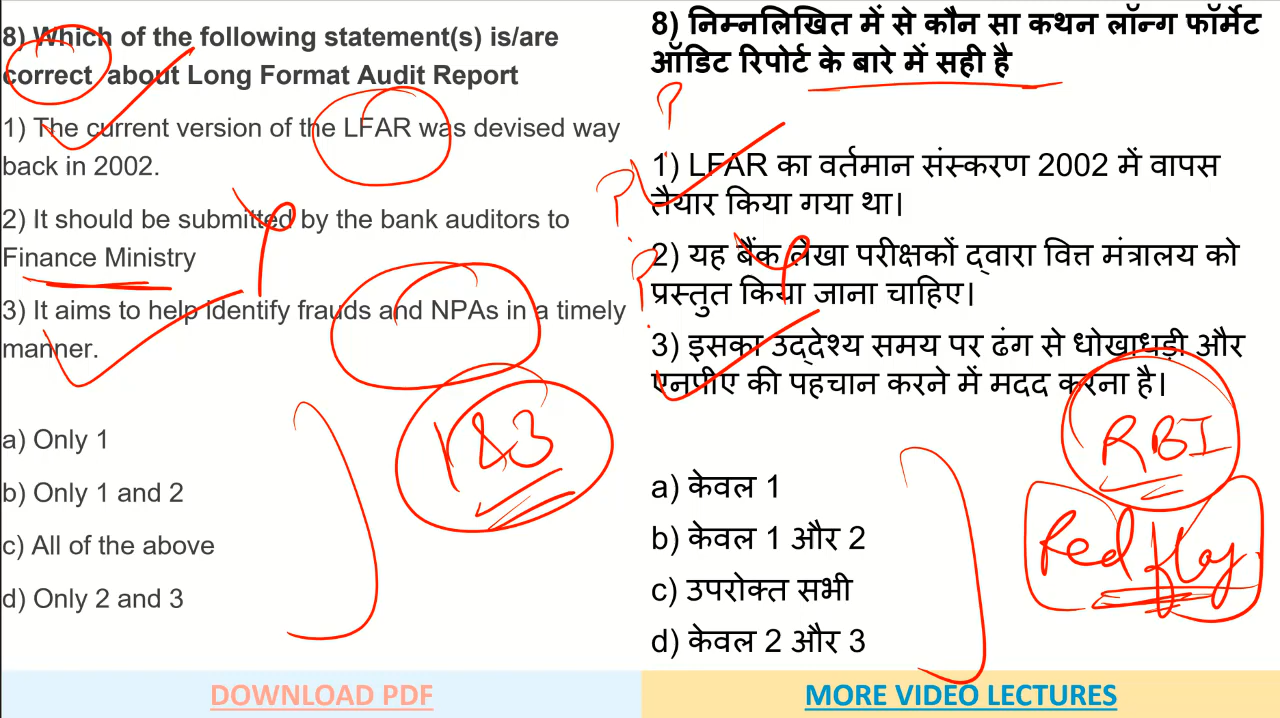 8) Which of the following statement(s) is/are
correct about Long Format Audit Report
1) The current version of the LFAR was devised way
back in 2002.
2) It should be submitted by the bank auditors to
Finance Ministry
3) It aims to help identify frauds and NPAs in a timely
manner.
1&3
a) Only 1
b) Only 1 and 2
c) All of the above
d) Only 2 and 3
DOWNLOAD PDF
8) निम्नलिखित में से कौन सा कथन लॉन्ग फॉर्मेट
ऑडिट रिपोर्ट के बारे में सही है
?
1) LFAR का वर्तमान संस्करण 2002 में वापस
?
तैयार किया गया था।
2) यह बैंक लेखा परीक्षकों द्वारा वित्त मंत्रालय को
?
प्रस्तुत किया जाना चाहिए।
3) इसका उद्देश्य समय पर ढंग से धोखाधड़ी और
एनपीए की पहचान करने में मदद करना है।
RBI
Red flag
a) केवल 1
b) केवल 1 और 2
c) उपरोक्त सभी
d) केवल 2 और 3
MORE VIDEO LECTURES